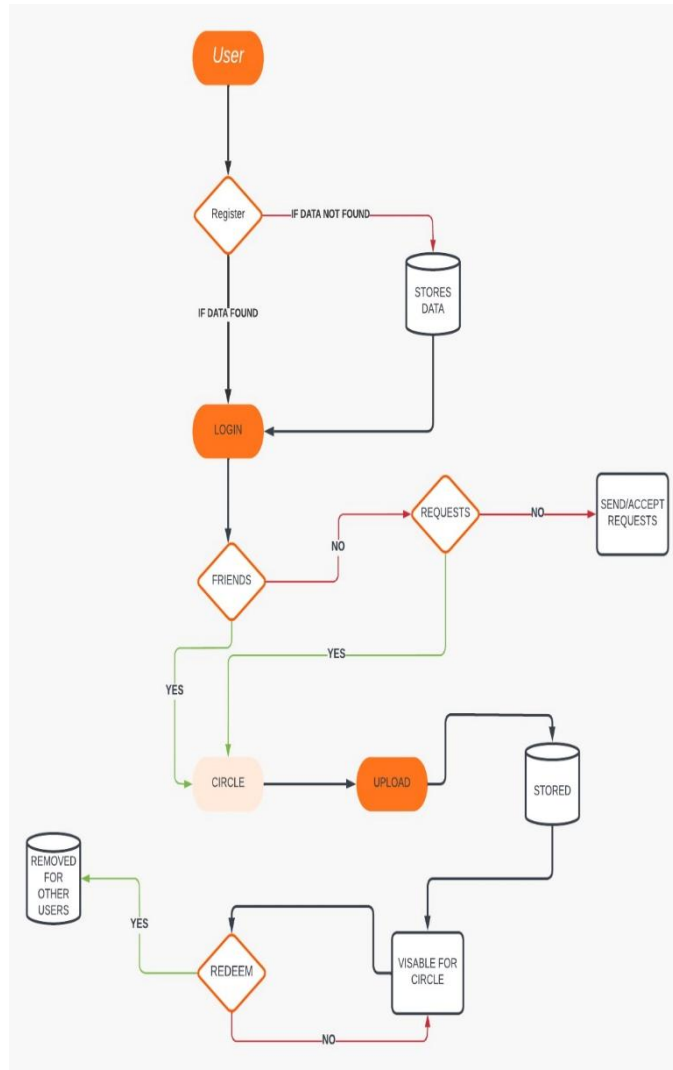 User
Register
IF DATA NOT FOUND
STORES
DATA
IF DATA FOUND
LOGIN
REQUESTS
NO
SEND/ACCEPT
REQUESTS
NO
FRIENDS
YES
YES
CIRCLE
UPLOAD
STORED
REMOVED
FOR
OTHER
USERS
YES
REDEEM
VISABLE FOR
CIRCLE
NO